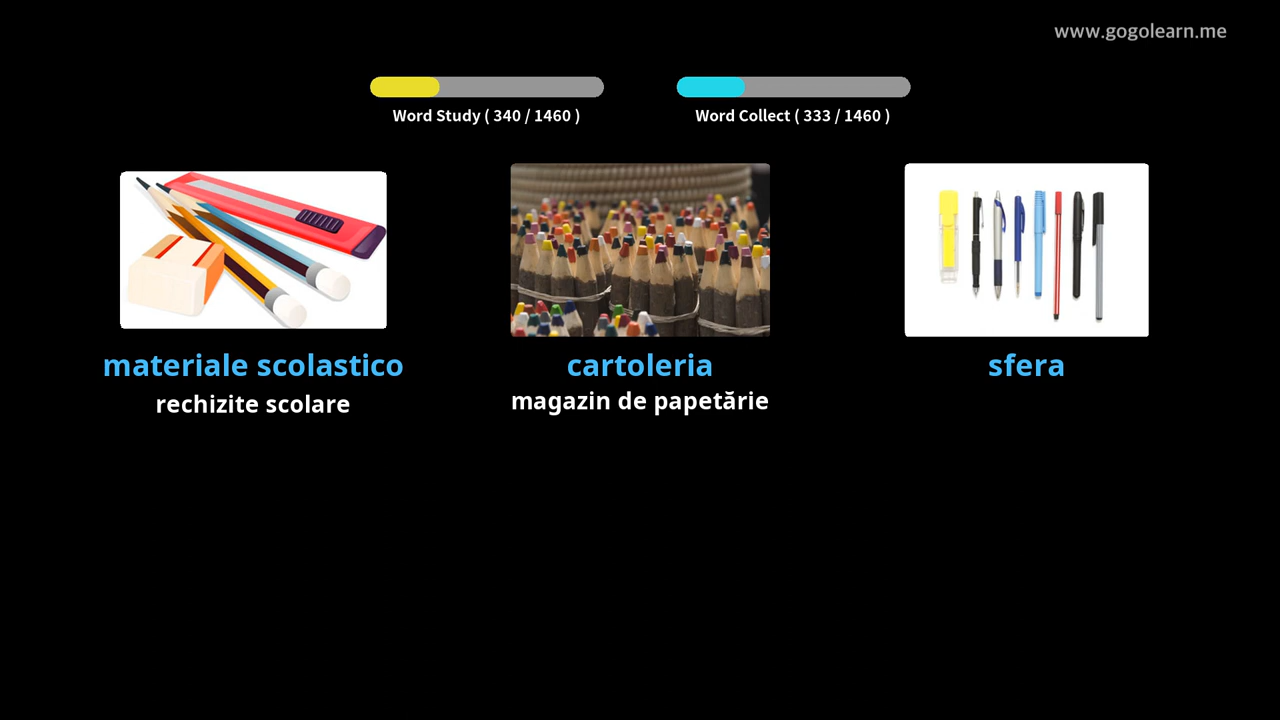 www.gogolearn.me
Word Study ( 340 / 1460 )
Word Collect ( 333 / 1460 )
materiale scolastico
rechizite scolare
cartoleria
magazin de papetărie
sfera